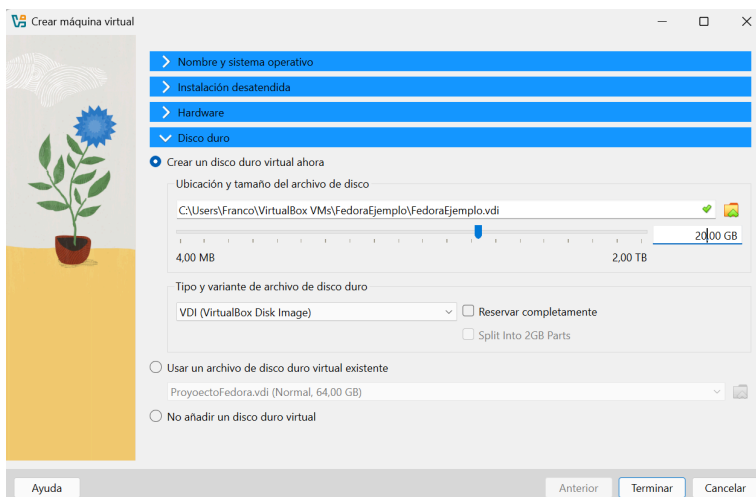 Crear máquina virtual
Nombre y sistema operativo
Instalación desatendida
Hardware
Disco duro
Crear un disco duro virtual ahora
Ubicación y tamaño del archivo de disco
C:\Users\Franco\VirtualBox VMs\FedoraEjemplo\FedoraEjemplo.vdi
20,00 GB
4,00 MB 2,00 TB
Tipo y variante de archivo de disco duro
VDI (VirtualBox Disk Image) Reservar completamente
Split Into 2GB Parts
Usar un archivo de disco duro virtual existente
ProyoectoFedora.vdi (Normal, 64,00 GB)
No añadir un disco duro virtual
Ayuda Anterior Terminar Cancelar